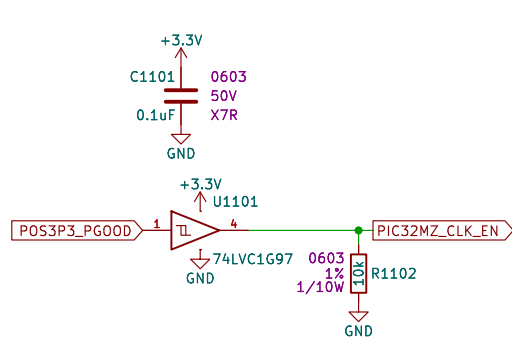 +3.3V
C1101 0603
50V
0.1uF X7R
GND
+3.3V
U1101
POS3P3_PGOOD 1 4 PIC32MZ_CLK_EN
74LVC1G97
GND
0603
1% 10k R1102
1/10W
GND